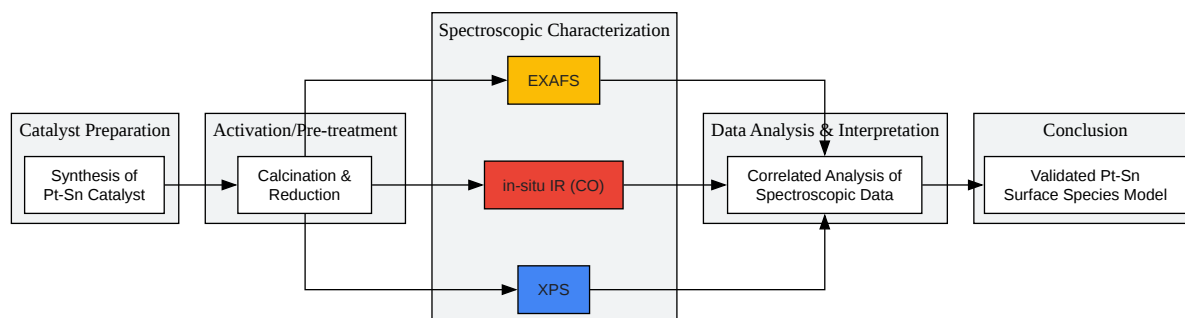 Catalyst Preparation
Synthesis of
Pt-Sn Catalyst
Activation/Pre-treatment
Calcination &
Reduction
Spectroscopic Characterization
EXAFS
in-situ IR (CO)
XPS
Data Analysis & Interpretation
Correlated Analysis of
Spectroscopic Data
Conclusion
Validated Pt-Sn
Surface Species Model